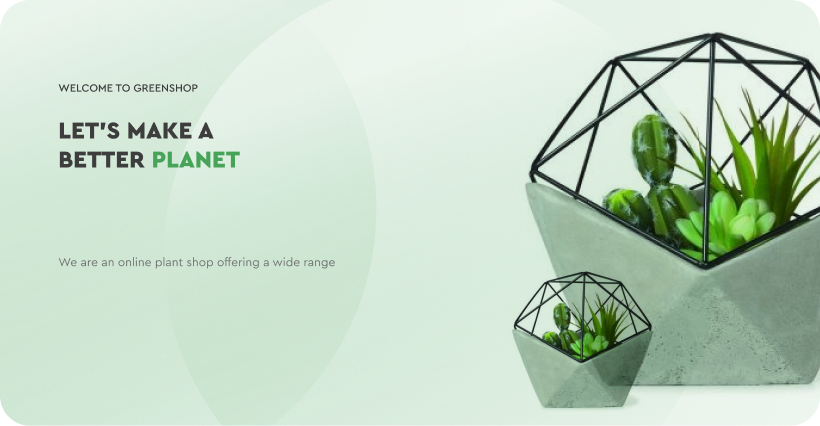 WELCOME TO GREENSHOP
LET'S MAKE A
BETTER PLANET
We are an online plant shop offering a wide range